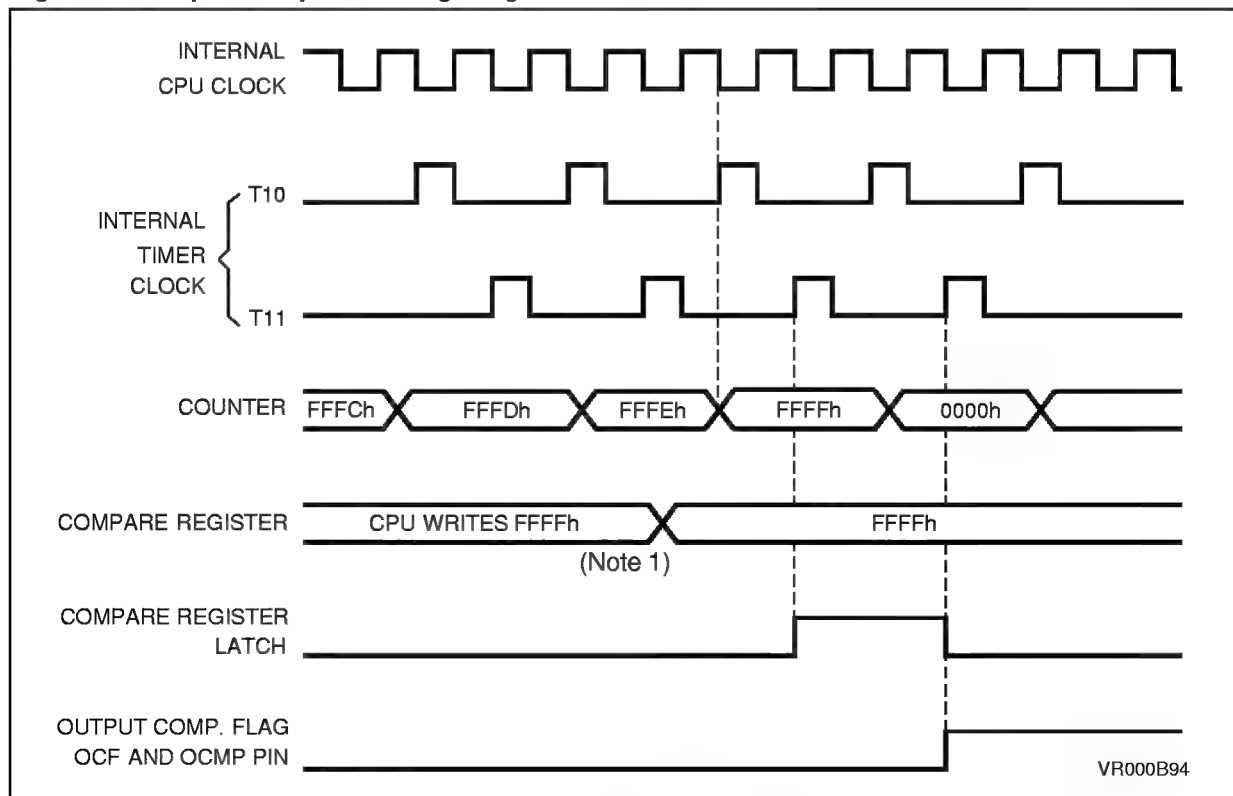 INTERNAL
CPU CLOCK
T10
INTERNAL
TIMER
CLOCK
T11
COUNTER
FFFCh
FFFDh
FFFEh
FFFFh
0000h
COMPARE REGISTER
CPU WRITES FFFFh
FFFFh
(Note 1)
COMPARE REGISTER
LATCH
OUTPUT COMP. FLAG
OCF AND OCMP PIN
VR000B94